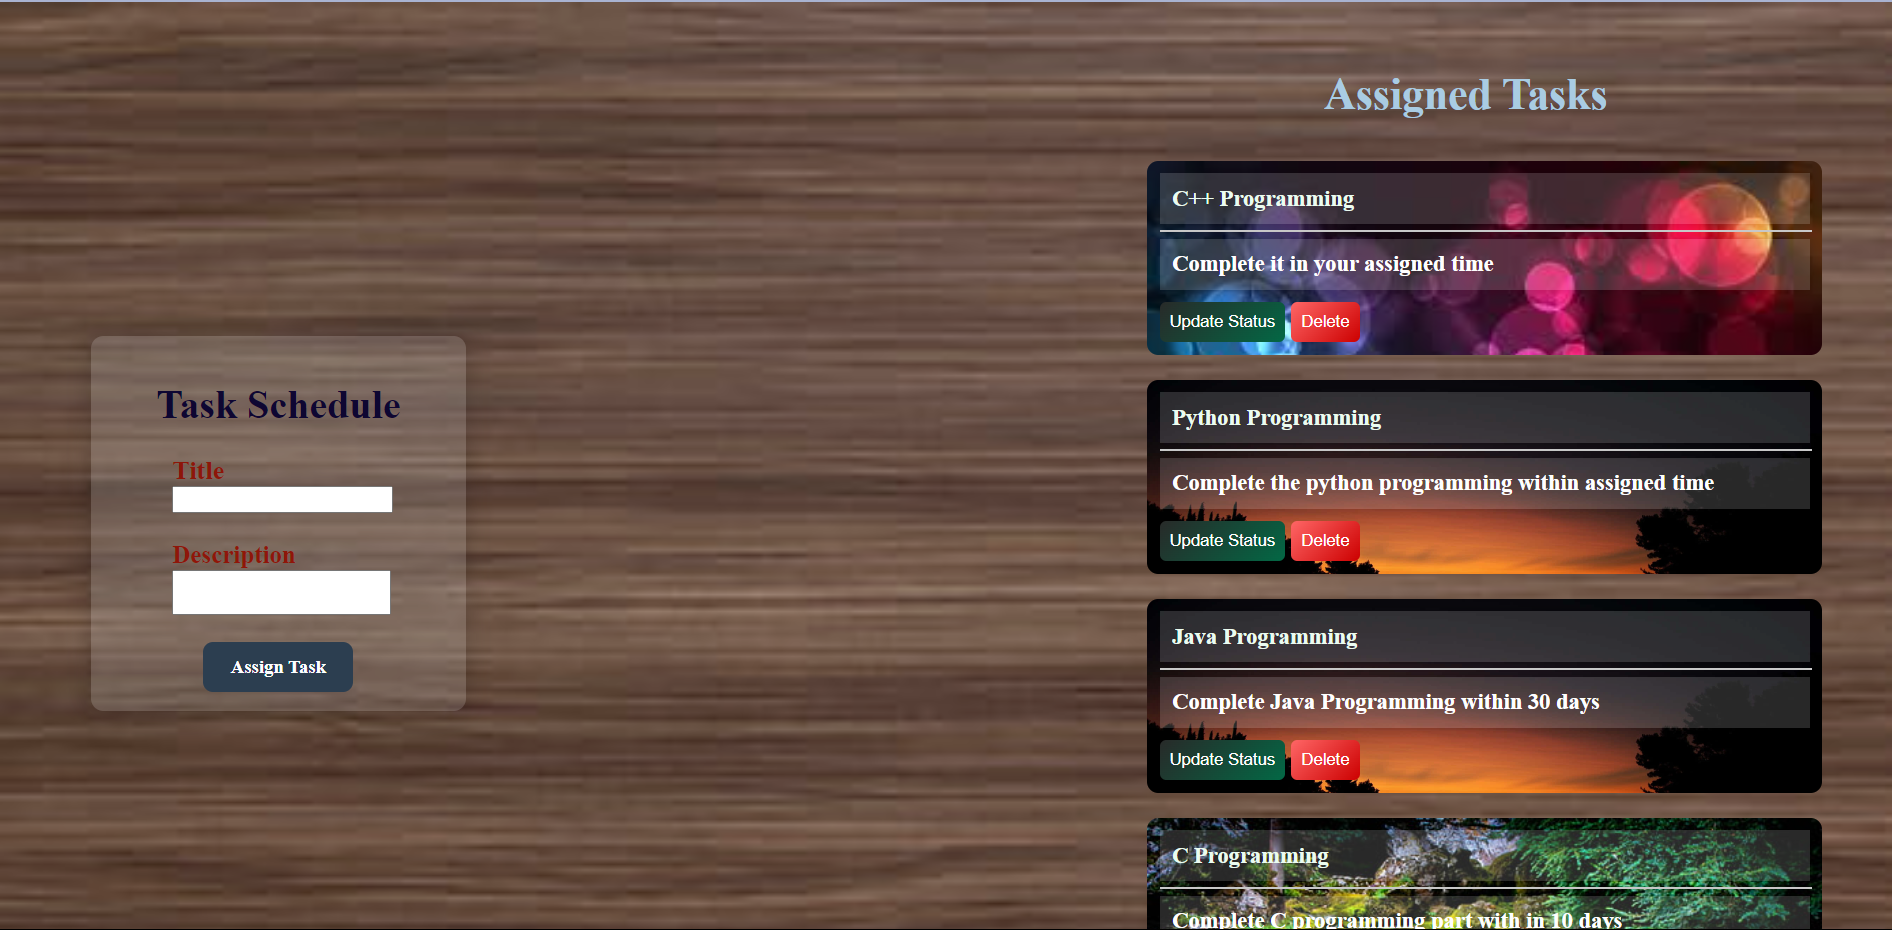 Task Schedule
Title
Description
Assign Task
Assigned Tasks
C++ Programming
Complete it in your assigned time
Update Status Delete
Python Programming
Complete the python programming within assigned time
Update Status Delete
Java Programming
Complete Java Programming within 30 days
Update Status Delete
C Programming
Complete C programming part with in 10 days